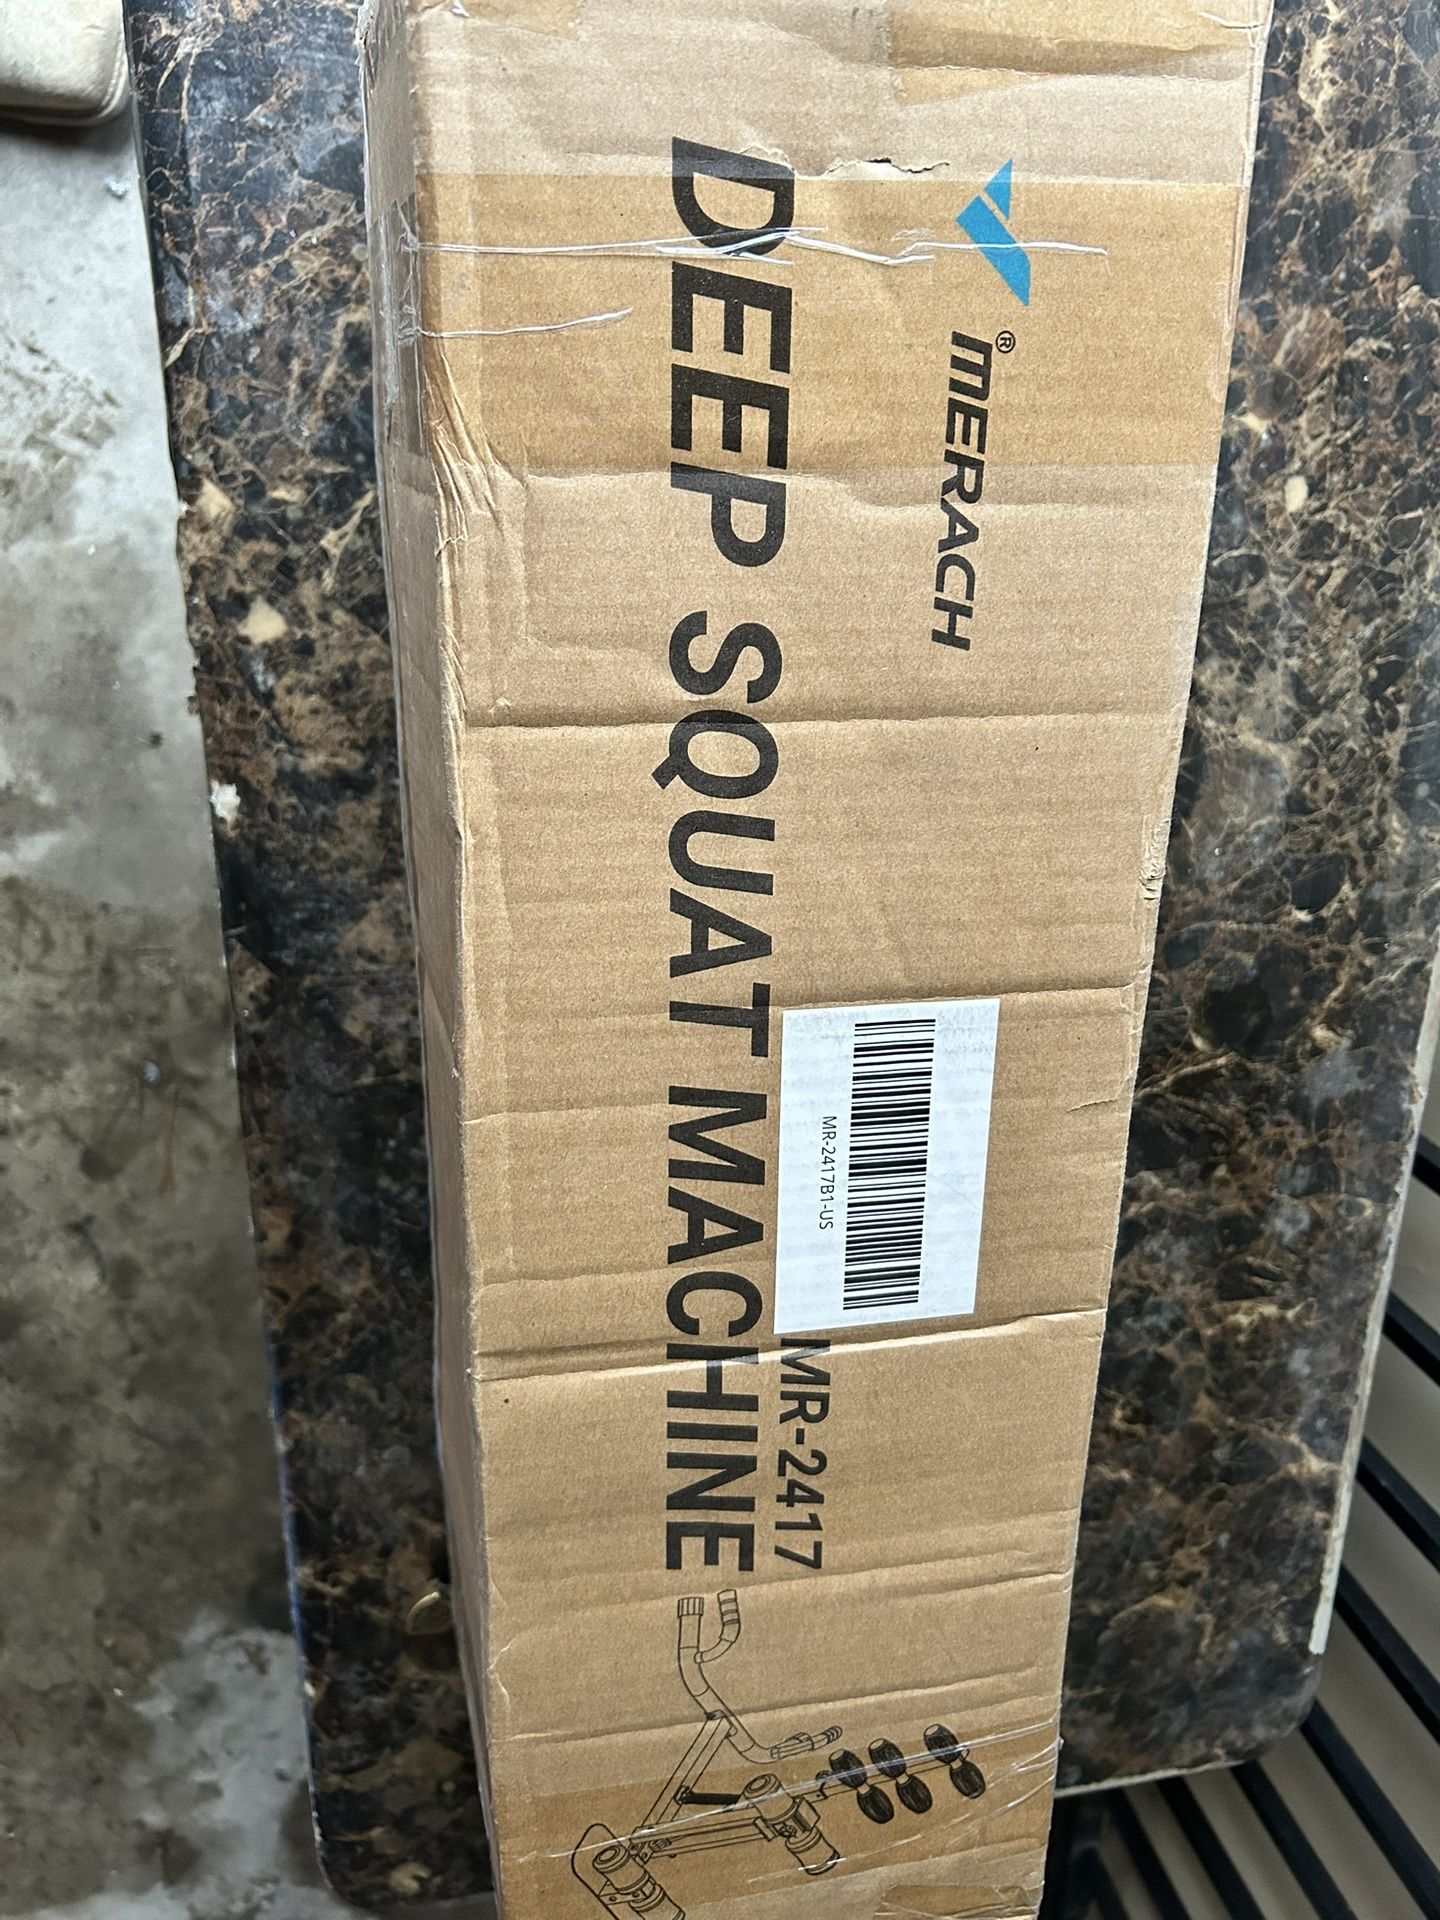 MERACH®
DEEP SQUAT MACHINE
MR-2417B1-US
MR-2417